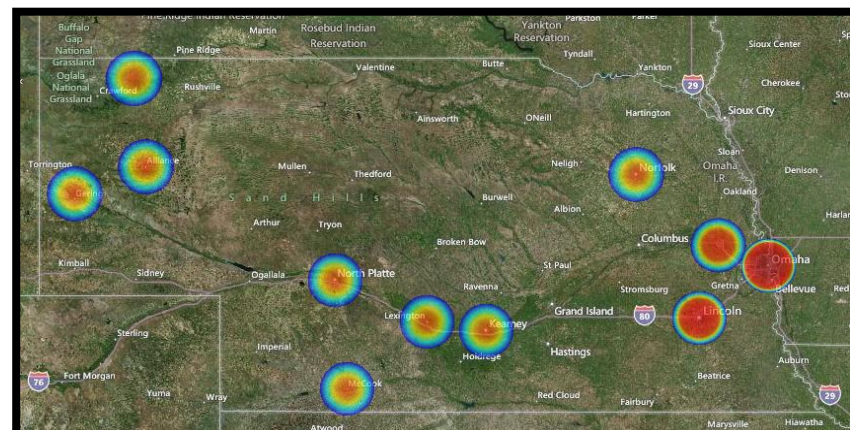 Pine Ridge Indian Reservation
Parkston
Parker
Buffalo
Gap
National
Grassland
Oglala
National
Grassland
Martin
Rosebud Indian
Reservation
Yankton
Reservation
Tyndall
Yankton
Sioux Center
Pine Ridge
Valentine
Butte
29
Cherokee
Crawford
Rushville
Ainsworth
ONeill
Hartington
Sioux City
Sloan
Torrington
Alliance
Mullen
Thedford
Neligh
Norfolk
Omaha
I.R.
Denison
Gering
Sand Hills
Burwell
Albion
Oakland
Arthur
Tryon
Harlan
Broken Bow
Columbus
Kimball
Sidney
Ogallala
North Platte
St Paul
Omaha
Ravenna
Stromsburg
Gretna
Bellevue
Red
Lexington
Kearney
Grand Island
80
Lincoln
Sterling
Imperial
Holdrege
Hastings
Auburn
76
Fort Morgan
McCook
Beatrice
Yuma
Wray
Red Cloud
Fairbury
29
Atwood
Marysville
Hiawatha